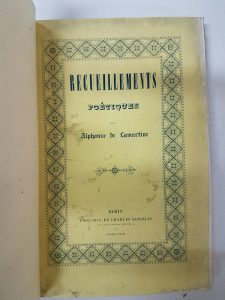 RECUEILLEMENTS
POÉTIQUES
PAR
Alphonse de Lamartine
PARIS
LIBRAIRIE DE CHARLES GOSSELIN